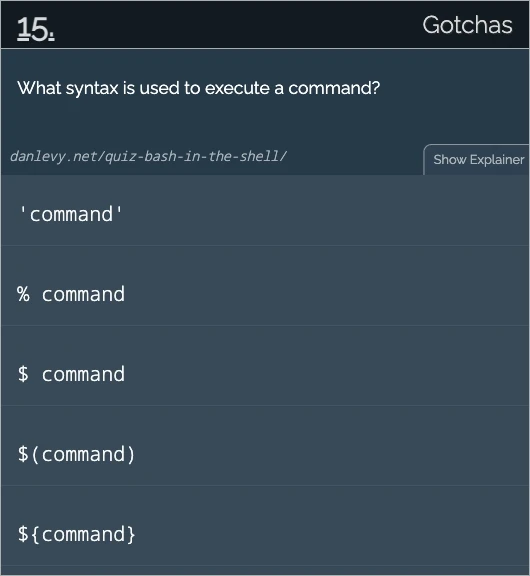 15.
Gotchas
What syntax is used to execute a command?
danlevy.net/quiz-bash-in-the-shell/
Show Explainer
'command'
% command
$ command
$(command)
${command}